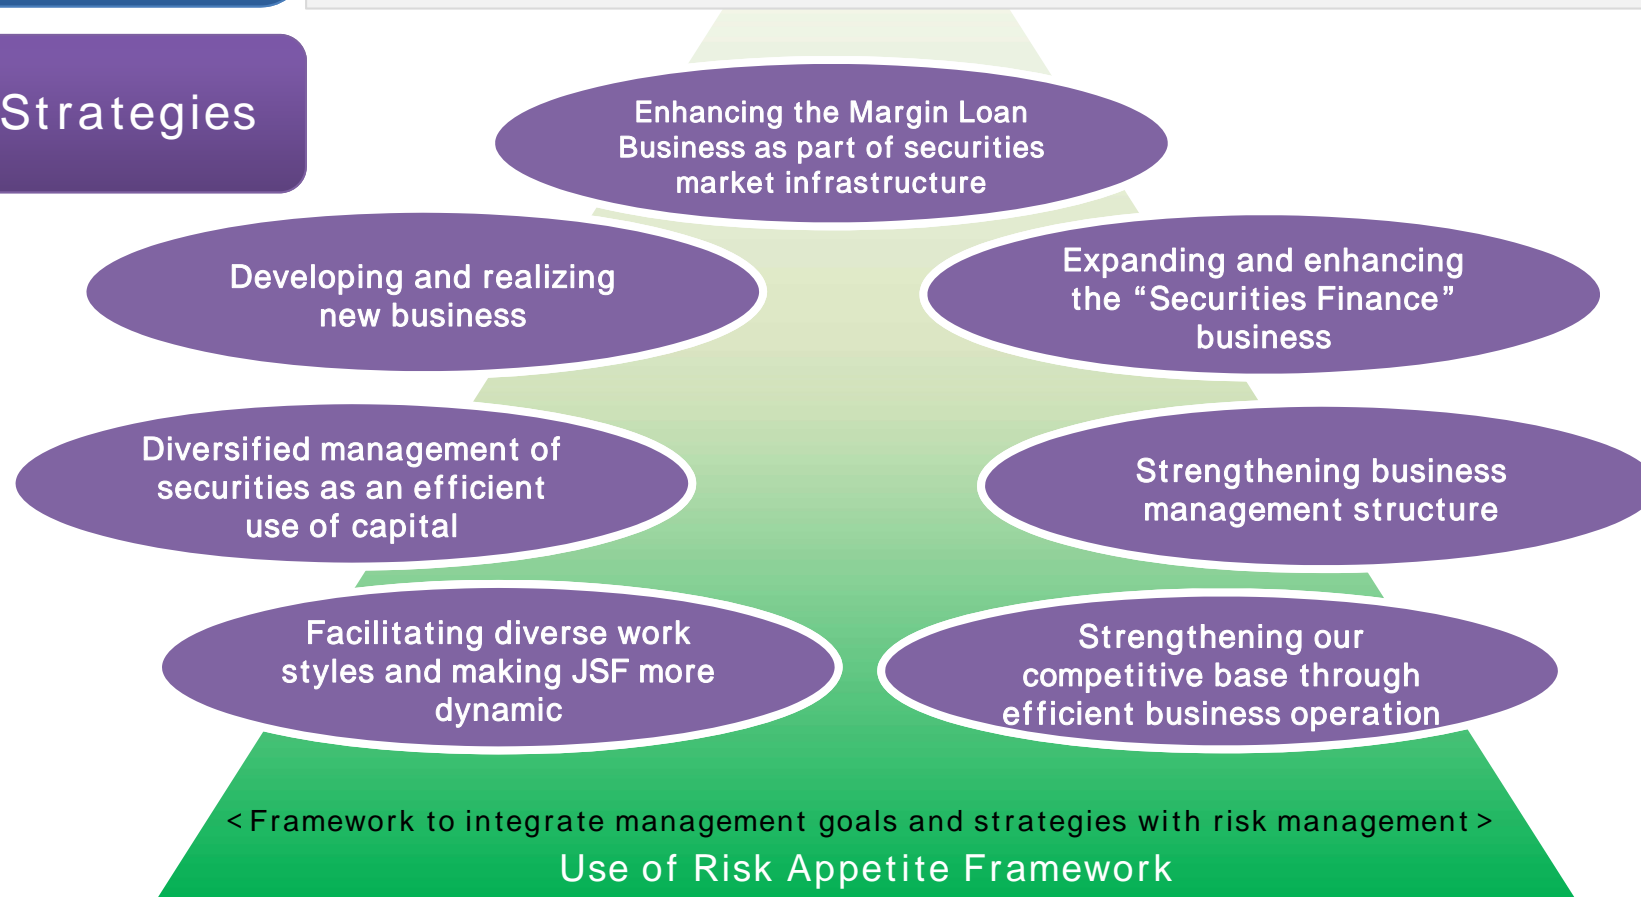 Strategies
Enhancing the Margin Loan
Business as part of securities
market infrastructure
Developing and realizing
new business
Expanding and enhancing
the “Securities Finance”
business
Diversified management of
securities as an efficient
use of capital
Strengthening business
management structure
Facilitating diverse work
styles and making JSF more
dynamic
Strengthening our
competitive base through
efficient business operation
<Framework to integrate management goals and strategies with risk management>
Use of Risk Appetite Framework